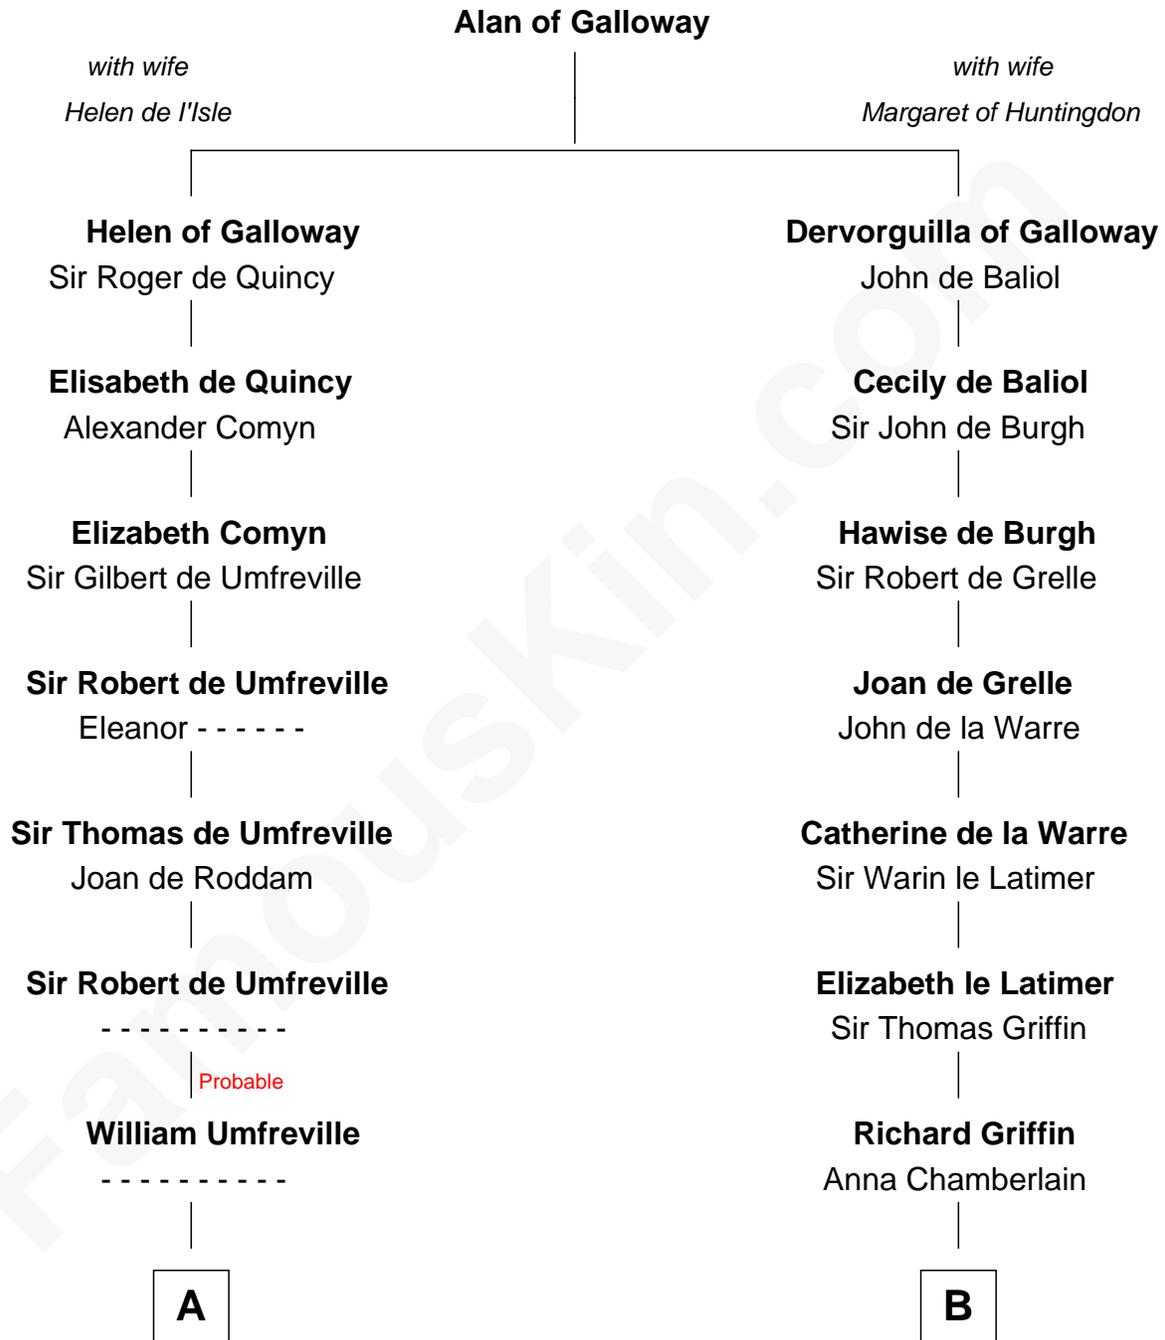 Alan of Galloway
with wife
Helen de l'Isle
with wife
Margaret of Huntingdon
Helen of Galloway
Sir Roger de Quincy
Dervorguilla of Galloway
John de Baliol
Elisabeth de Quincy
Alexander Comyn
Cecily de Baliol
Sir John de Burgh
Elizabeth Comyn
Sir Gilbert de Umfreville
Hawise de Burgh
Sir Robert de Grelle
Sir Robert de Umfreville
Eleanor - - - - - -
Joan de Grelle
John de la Warre
Sir Thomas de Umfreville
Joan de Roddam
Catherine de la Warre
Sir Warin le Latimer
Sir Robert de Umfreville
- - - - - - - - - -
Elizabeth le Latimer
Sir Thomas Griffin
Probable
William Umfreville
- - - - - - - - - -
Richard Griffin
Anna Chamberlain
A
B
FamousKin.com